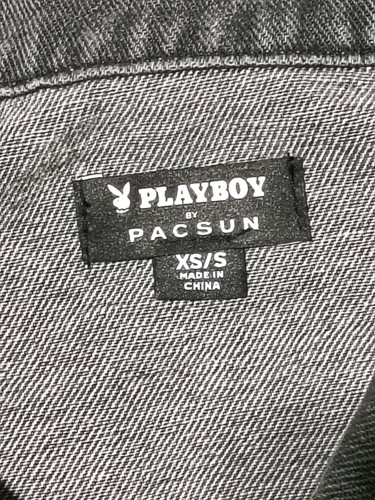 PLAYBOY
BY
PACSUN
XS/S
MADE IN
CHINA